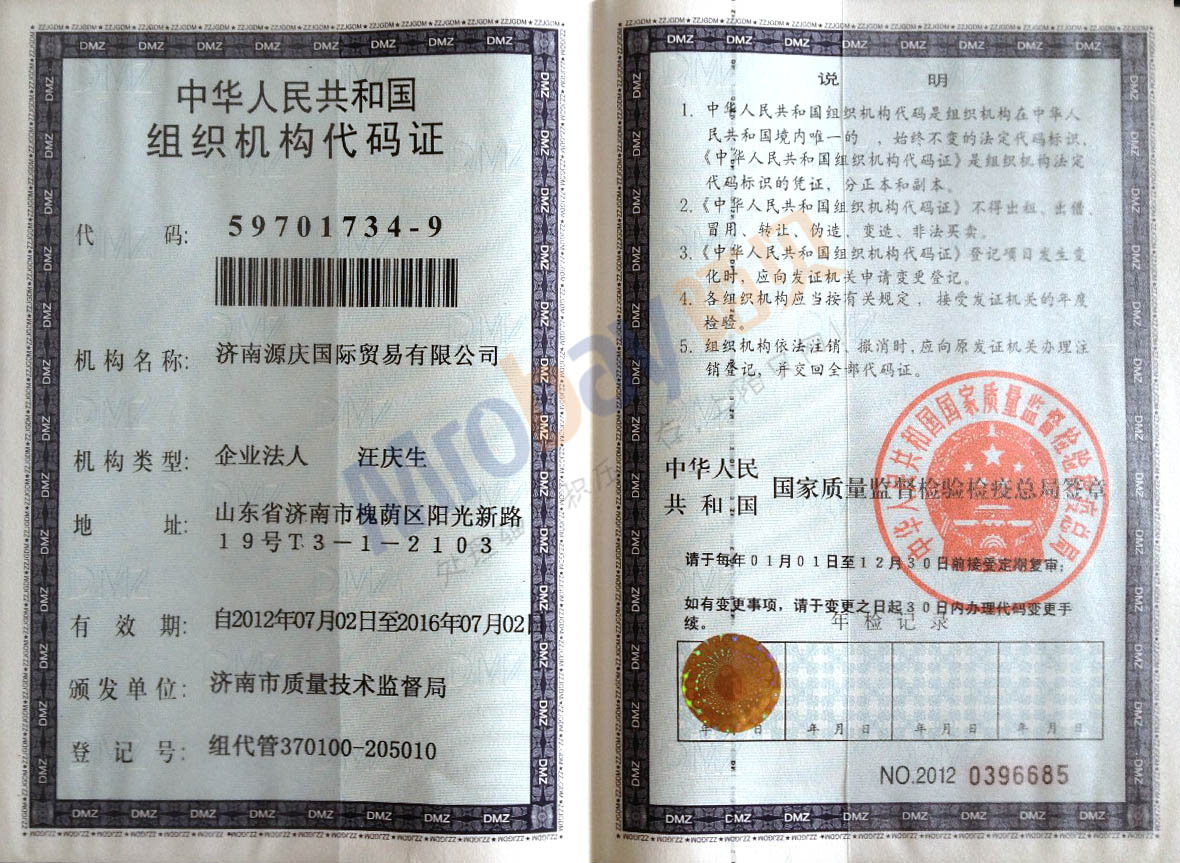 中华人民共和国
组织机构代码证
代 码: 59701734-9
机构名称: 济南源庆国际贸易有限公司
机构类型: 企业法人 汪庆生
地 址: 山东省济南市槐荫区阳光新路
19号T3-1-2103
有 效 期: 自2012年07月02日至2016年07月02日
颁发单位: 济南市质量技术监督局
登 记 号: 组代管370100-205010
说 明
1. 中华人民共和国组织机构代码是组织机构在中华人
民共和国境内唯一的 、始终不变的法定代码标识,
《中华人民共和国组织机构代码证》是组织机构法定
代码标识的凭证, 分正本和副本。
2.《中华人民共和国组织机构代码证》不得出租、出借、
冒用、转让、伪造、变造、非法买卖。
3.《中华人民共和国组织机构代码证》登记项目发生变
化时, 应向发证机关申请变更登记。
4. 各组织机构应当按有关规定 , 接受发证机关的年度
检验。
5. 组织机构依法注销、撤消时, 应向原发证机关办理注
销登记, 并交回全部代码证。
中华人民
共和国 国家质量监督检验检疫总局签章
中华人民共和国国家质量监督检验检疫总局
请于每年01月01日至12月30日前接受定期复审;
如有变更事项, 请于变更之日起30日内办理代码变更手
续。
年检记录
年 月 日 年 月 日 年 月 日 年 月 日
NO.2012 0396685